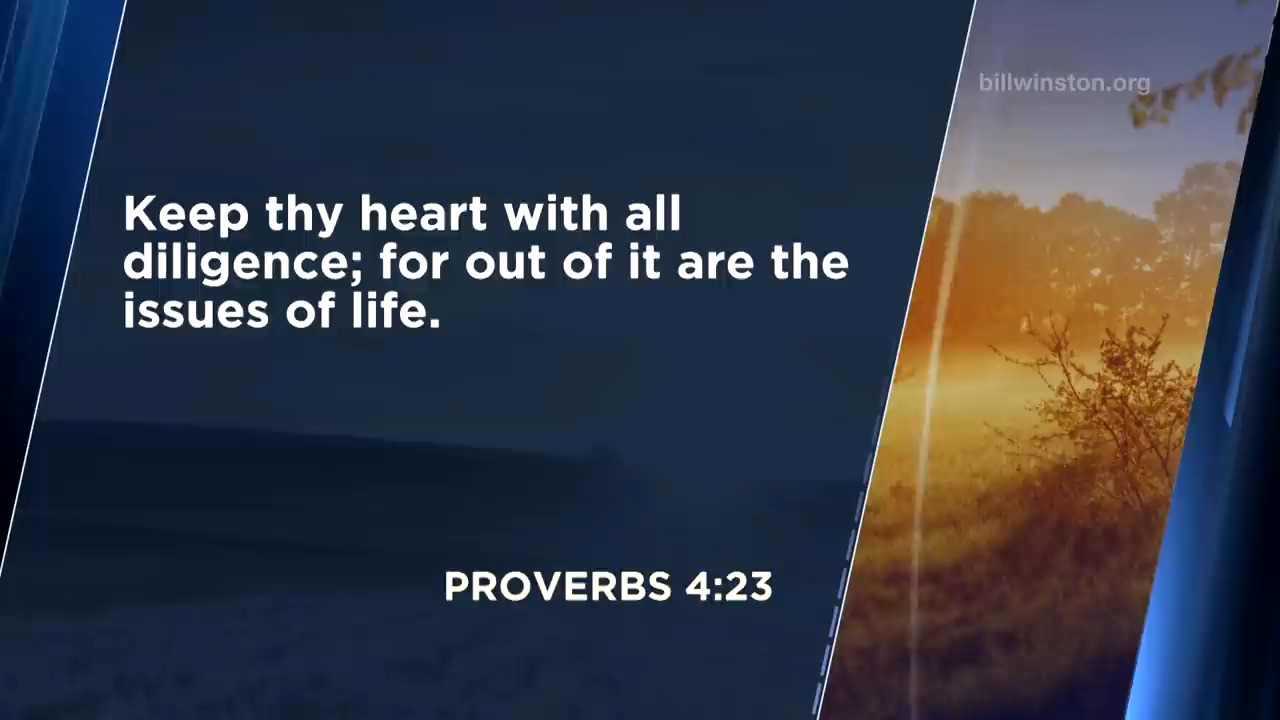 billwinston.org
Keep thy heart with all
diligence; for out of it are the
issues of life.
PROVERBS 4:23